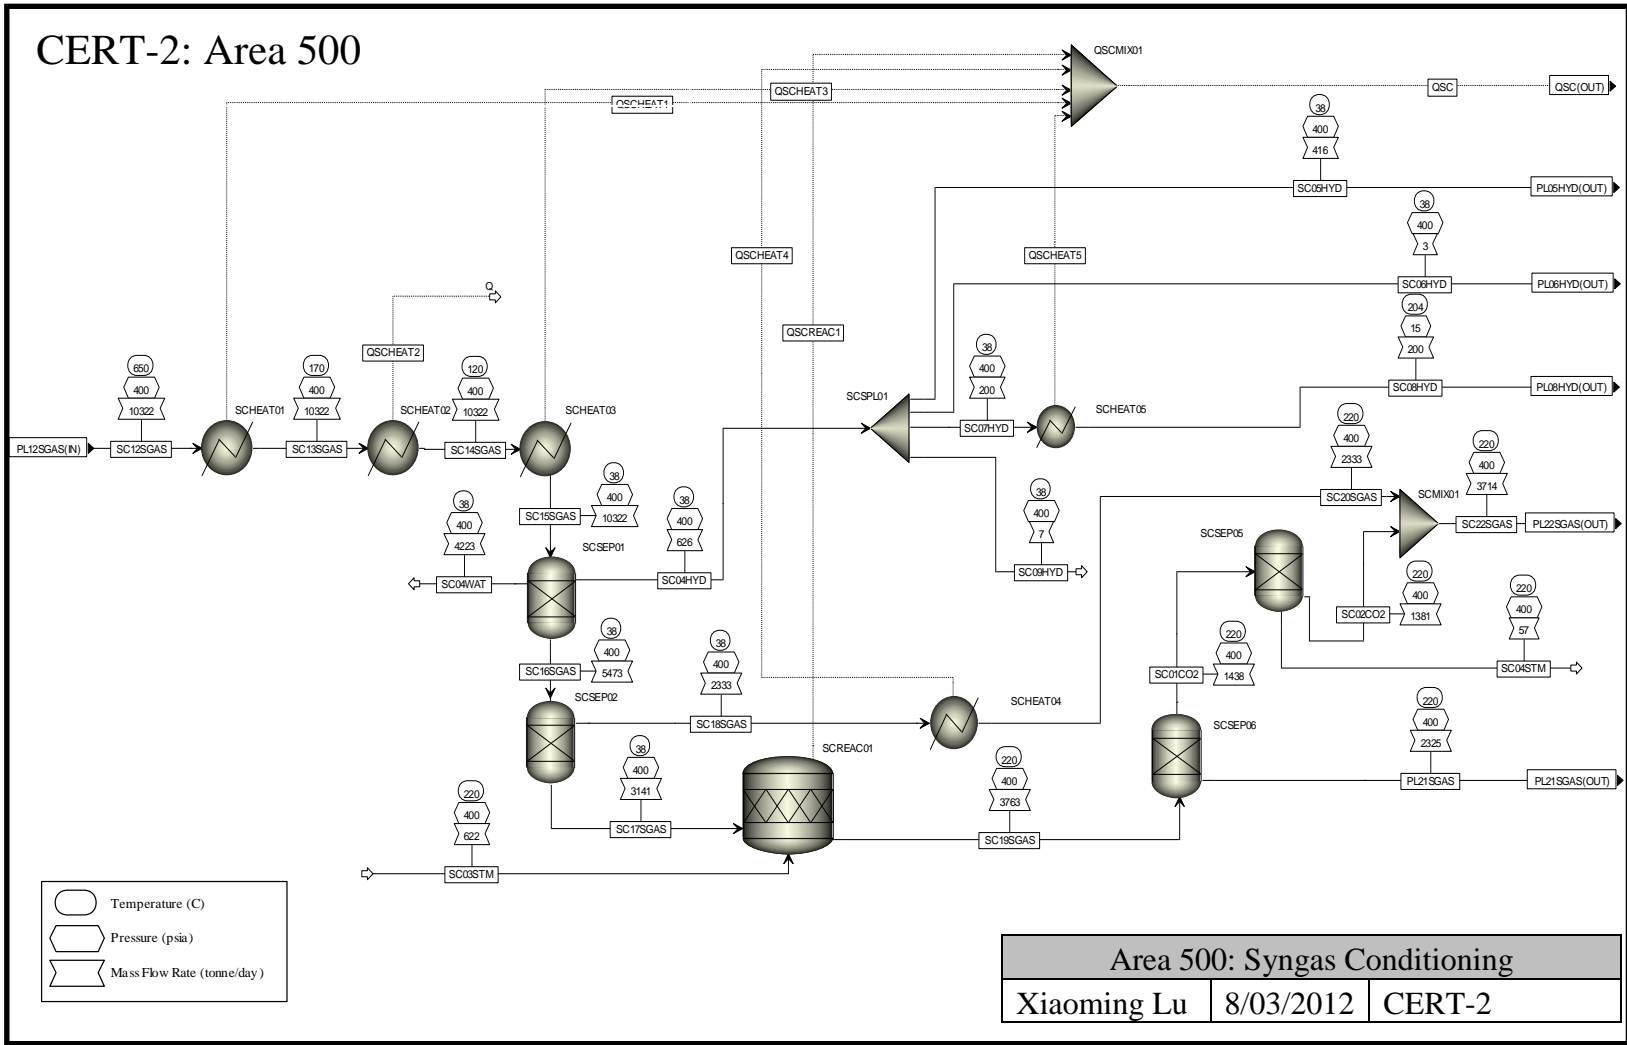 CERT-2: Area 500
QSCMIX01
QSC
QSC(OUT)
QSCHEAT3
QSCHEAT1
38
400
416
SC05HYD
PL05HYD(OUT)
38
400
3
SC06HYD
PL06HYD(OUT)
QSCHEAT4
QSCHEAT5
Q
QSCREAC1
QSCHEAT2
204
15
200
SC08HYD
PL08HYD(OUT)
38
400
200
SC07HYD
SCHEAT05
SCSPL01
650
400
10322
PL12SGAS(IN)
SC12SGAS
SCHEAT01
170
400
10322
SC13SGAS
SCHEAT02
120
400
10322
SC14SGAS
SCHEAT03
38
400
10322
SC15SGAS
38
400
4223
SC04WAT
SCSEP01
38
400
626
SC04HYD
38
400
7
SC09HYD
220
400
2333
SC20SGAS
SCMIX01
220
400
3714
SC22SGAS
PL22SGAS(OUT)
SCSEP05
220
400
1381
SC02CO2
220
400
57
SC04STM
38
400
5473
SC16SGAS
SCSEP02
38
400
2333
SC18SGAS
SCHEAT04
220
400
1438
SC01CO2
SCSEP06
220
400
2325
PL21SGAS
PL21SGAS(OUT)
38
400
3141
SC17SGAS
SCREAC01
220
400
3763
SC19SGAS
220
400
622
SC03STM
Temperature (C)
Pressure (psia)
Mass Flow Rate (tonne/day)
Area 500: Syngas Conditioning
Xiaoming Lu 8/03/2012 CERT-2